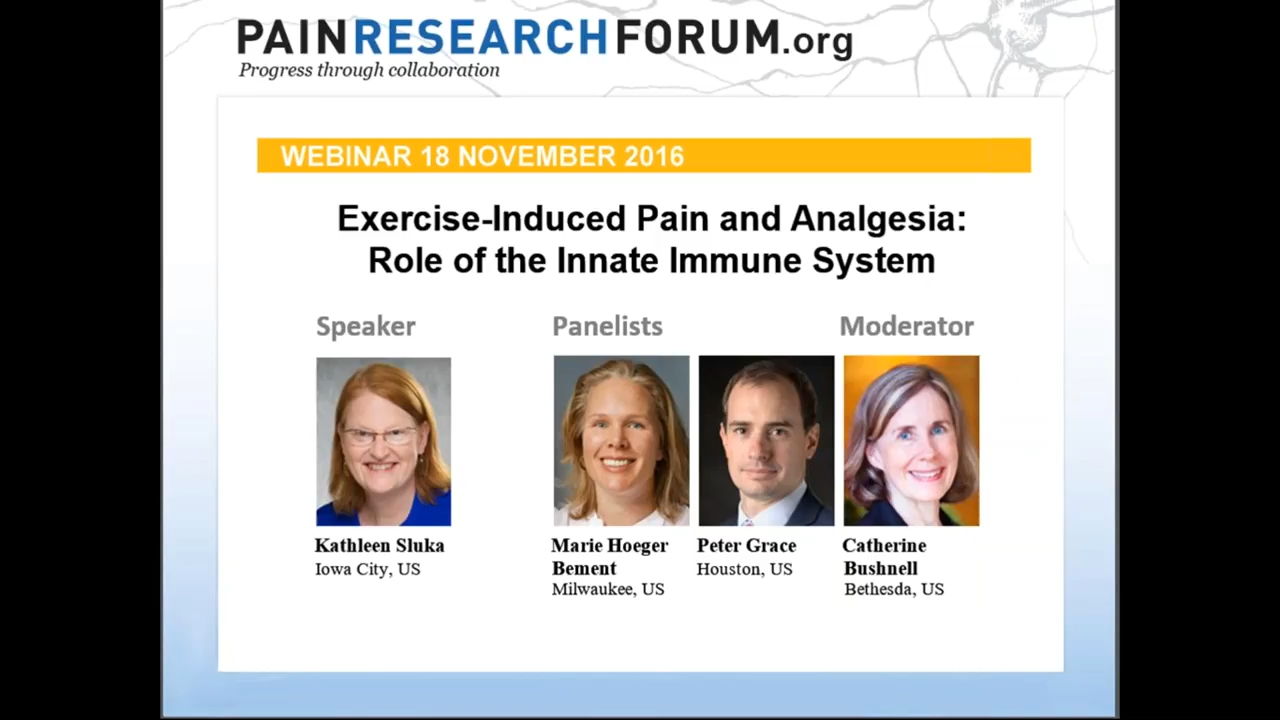 PAINRESEARCHFORUM.org
Progress through collaboration
WEBINAR 18 NOVEMBER 2016
Exercise-Induced Pain and Analgesia:
Role of the Innate Immune System
Speaker
Panelists
Moderator
Kathleen Sluka
Iowa City, US
Marie Hoeger
Bement
Milwaukee, US
Peter Grace
Houston, US
Catherine
Bushnell
Bethesda, US